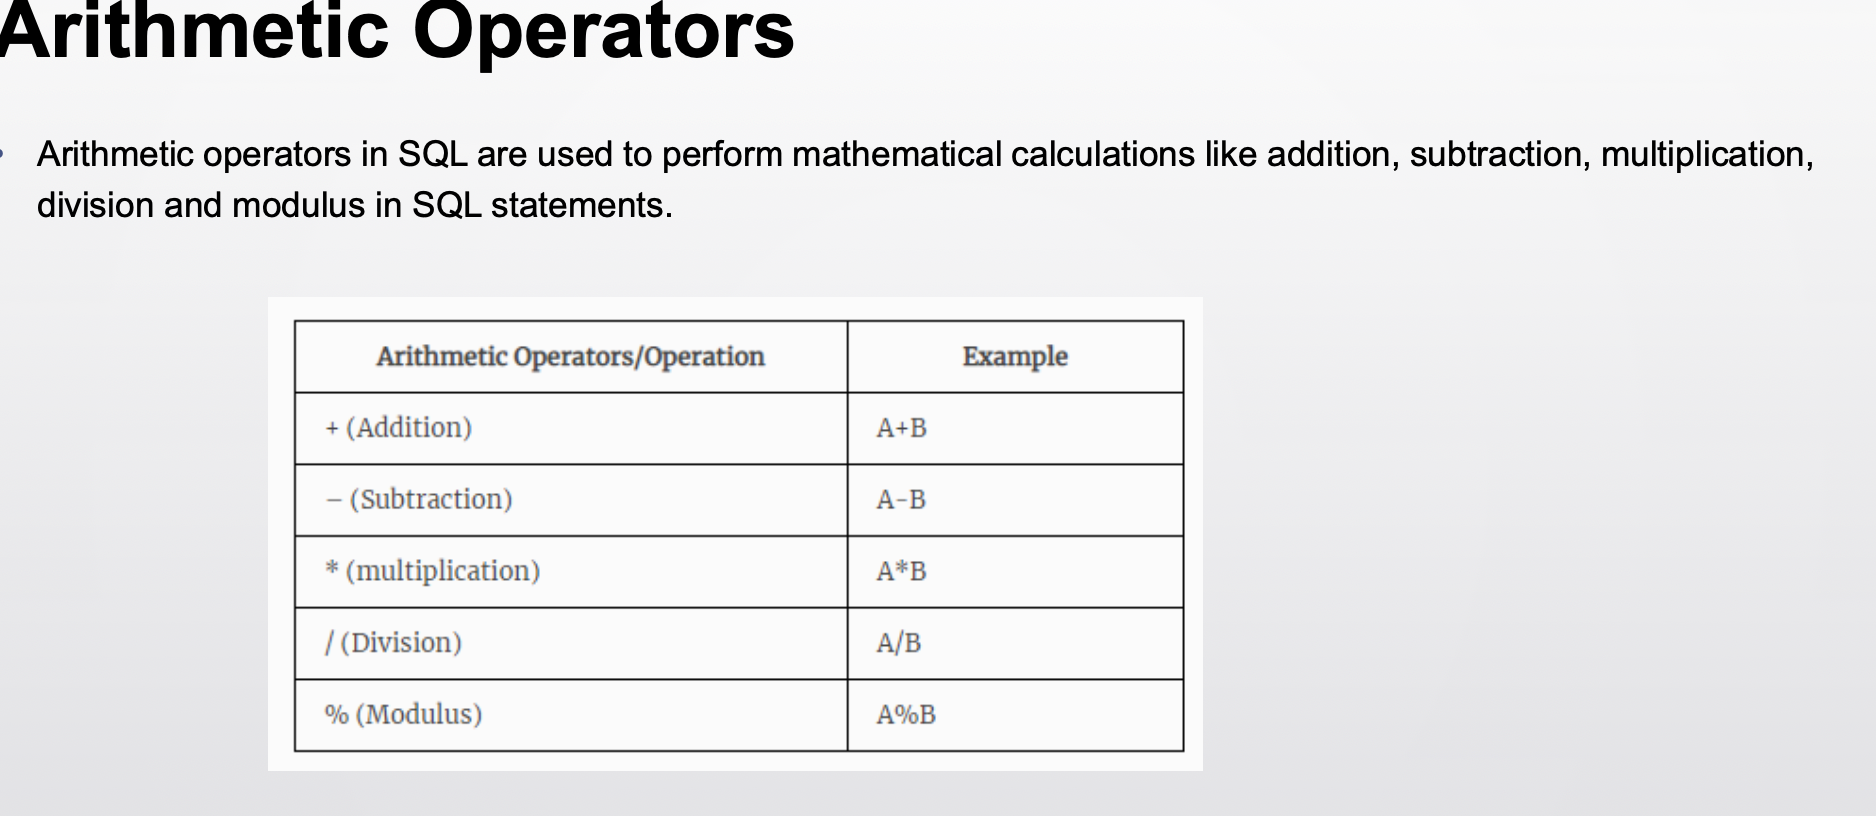 Arithmetic Operators
• Arithmetic operators in SQL are used to perform mathematical calculations like addition, subtraction, multiplication,
division and modulus in SQL statements.
Arithmetic Operators/Operation Example
+ (Addition) A+B
– (Subtraction) A-B
* (multiplication) A*B
/ (Division) A/B
% (Modulus) A%B